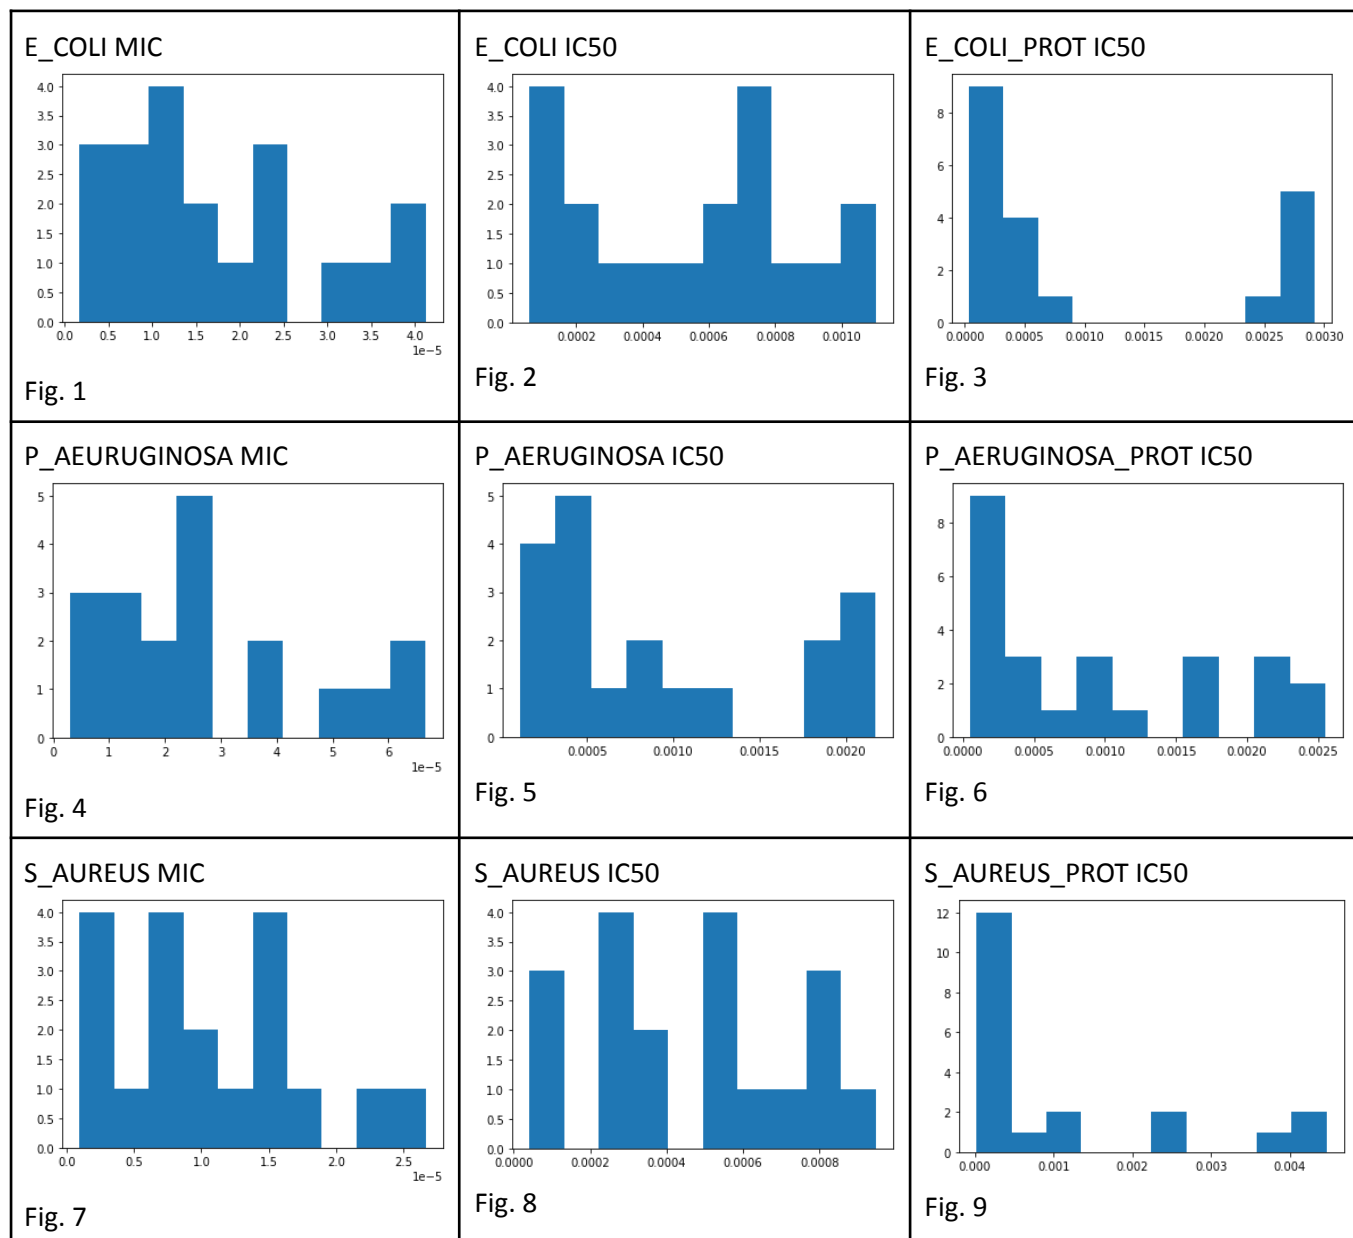 E_COLI MIC
4.0
3.5
3.0
2.5
2.0
1.5
1.0
0.5
0.0
0.0 0.5 1.0 1.5 2.0 2.5 3.0 3.5 4.0
1e-5
Fig. 1
E_COLI IC50
4.0
3.5
3.0
2.5
2.0
1.5
1.0
0.5
0.0
0.0002 0.0004 0.0006 0.0008 0.0010
Fig. 2
E_COLI_PROT IC50
8
6
4
2
0
0.0000 0.0005 0.0010 0.0015 0.0020 0.0025 0.0030
Fig. 3
P_AEURUGINOSA MIC
5
4
3
2
1
0
0 1 2 3 4 5 6
1e-5
Fig. 4
P_AERUGINOSA IC50
5
4
3
2
1
0
0.0005 0.0010 0.0015 0.0020
Fig. 5
P_AERUGINOSA_PROT IC50
8
6
4
2
0
0.0000 0.0005 0.0010 0.0015 0.0020 0.0025
Fig. 6
S_AUREUS MIC
4.0
3.5
3.0
2.5
2.0
1.5
1.0
0.5
0.0
0.0 0.5 1.0 1.5 2.0 2.5
1e-5
Fig. 7
S_AUREUS IC50
4.0
3.5
3.0
2.5
2.0
1.5
1.0
0.5
0.0
0.0000 0.0002 0.0004 0.0006 0.0008
Fig. 8
S_AUREUS_PROT IC50
12
10
8
6
4
2
0
0.000 0.001 0.002 0.003 0.004
Fig. 9